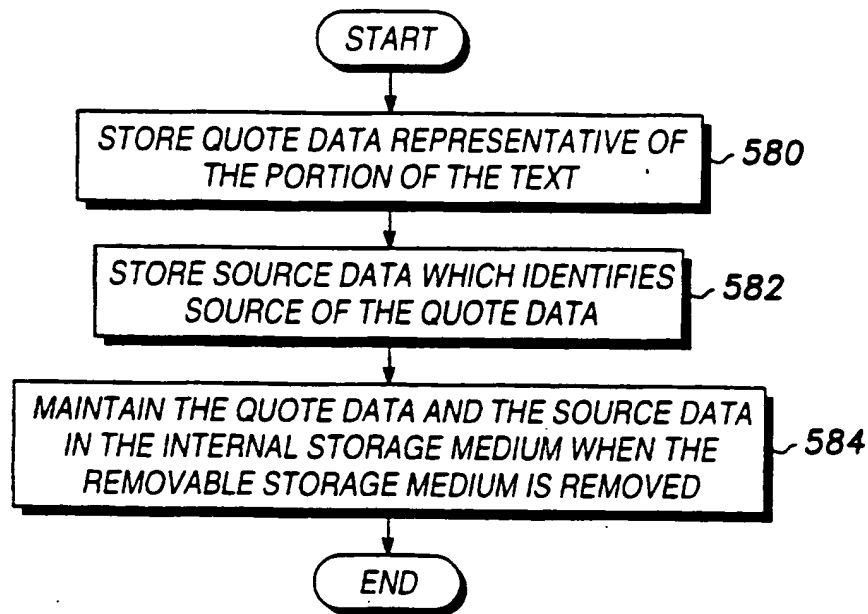 START
STORE QUOTE DATA REPRESENTATIVE OF
THE PORTION OF THE TEXT
580
STORE SOURCE DATA WHICH IDENTIFIES
SOURCE OF THE QUOTE DATA
582
MAINTAIN THE QUOTE DATA AND THE SOURCE DATA
IN THE INTERNAL STORAGE MEDIUM WHEN THE
REMOVABLE STORAGE MEDIUM IS REMOVED
584
END